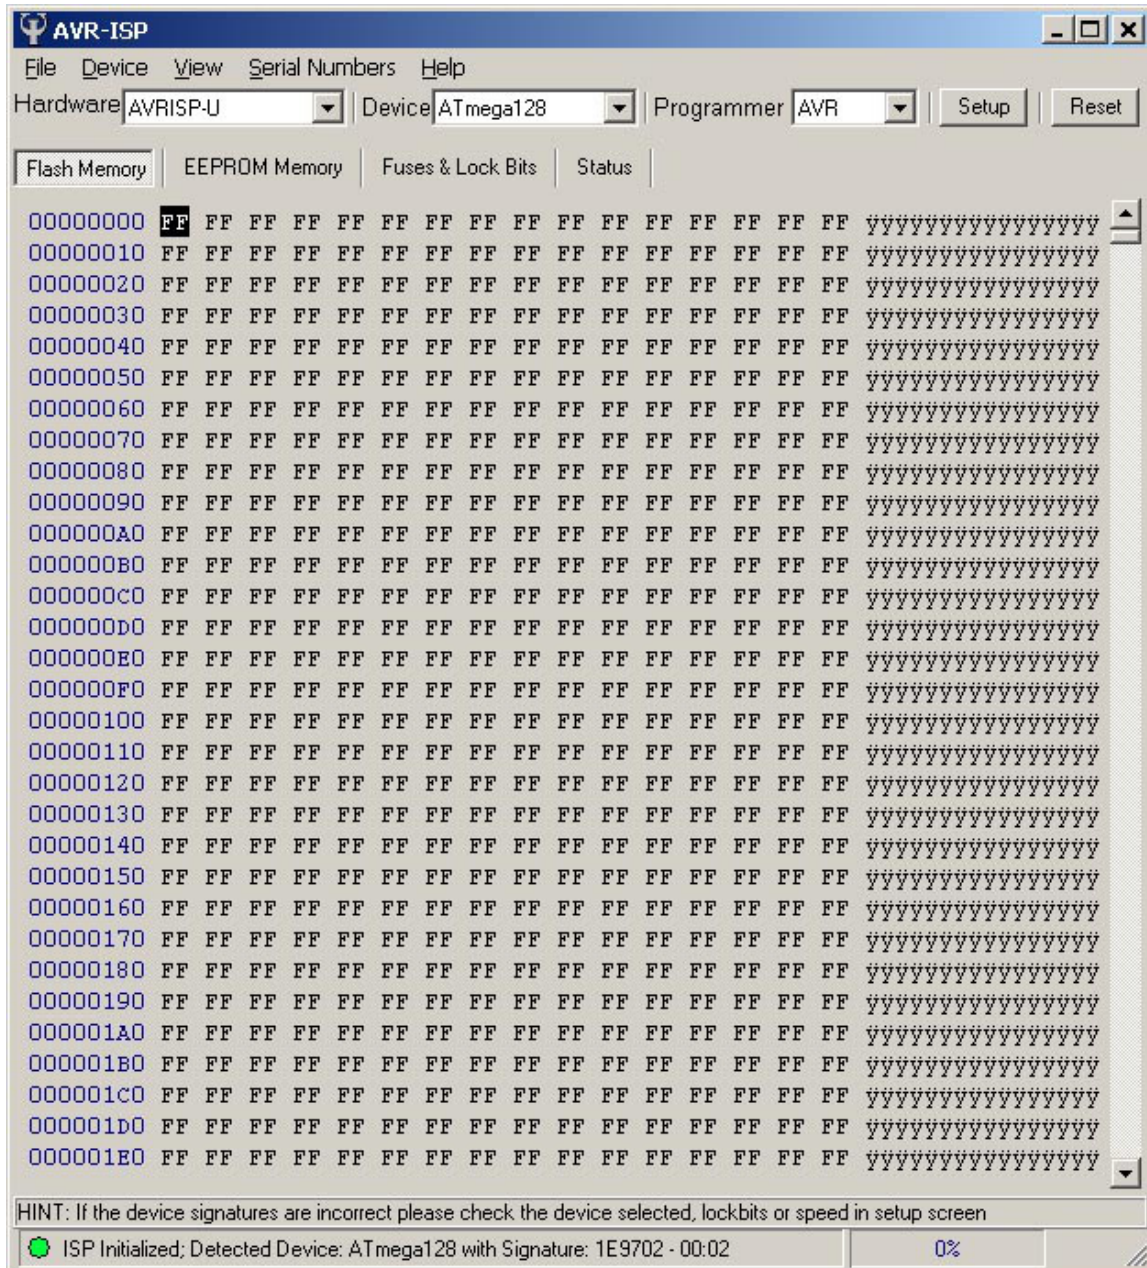 AVR-ISP
File Device View Serial Numbers Help
Hardware AVRISP-U Device ATmega128 Programmer AVR Setup Reset
Flash Memory EEPROM Memory Fuses & Lock Bits Status
00000000 FF FF FF FF FF FF FF FF FF FF FF FF FF FF FF FF ÿÿÿÿÿÿÿÿÿÿÿÿÿÿÿÿ
00000010 FF FF FF FF FF FF FF FF FF FF FF FF FF FF FF FF ÿÿÿÿÿÿÿÿÿÿÿÿÿÿÿÿ
00000020 FF FF FF FF FF FF FF FF FF FF FF FF FF FF FF FF ÿÿÿÿÿÿÿÿÿÿÿÿÿÿÿÿ
00000030 FF FF FF FF FF FF FF FF FF FF FF FF FF FF FF FF ÿÿÿÿÿÿÿÿÿÿÿÿÿÿÿÿ
00000040 FF FF FF FF FF FF FF FF FF FF FF FF FF FF FF FF ÿÿÿÿÿÿÿÿÿÿÿÿÿÿÿÿ
00000050 FF FF FF FF FF FF FF FF FF FF FF FF FF FF FF FF ÿÿÿÿÿÿÿÿÿÿÿÿÿÿÿÿ
00000060 FF FF FF FF FF FF FF FF FF FF FF FF FF FF FF FF ÿÿÿÿÿÿÿÿÿÿÿÿÿÿÿÿ
00000070 FF FF FF FF FF FF FF FF FF FF FF FF FF FF FF FF ÿÿÿÿÿÿÿÿÿÿÿÿÿÿÿÿ
00000080 FF FF FF FF FF FF FF FF FF FF FF FF FF FF FF FF ÿÿÿÿÿÿÿÿÿÿÿÿÿÿÿÿ
00000090 FF FF FF FF FF FF FF FF FF FF FF FF FF FF FF FF ÿÿÿÿÿÿÿÿÿÿÿÿÿÿÿÿ
000000A0 FF FF FF FF FF FF FF FF FF FF FF FF FF FF FF FF ÿÿÿÿÿÿÿÿÿÿÿÿÿÿÿÿ
000000B0 FF FF FF FF FF FF FF FF FF FF FF FF FF FF FF FF ÿÿÿÿÿÿÿÿÿÿÿÿÿÿÿÿ
000000C0 FF FF FF FF FF FF FF FF FF FF FF FF FF FF FF FF ÿÿÿÿÿÿÿÿÿÿÿÿÿÿÿÿ
000000D0 FF FF FF FF FF FF FF FF FF FF FF FF FF FF FF FF ÿÿÿÿÿÿÿÿÿÿÿÿÿÿÿÿ
000000E0 FF FF FF FF FF FF FF FF FF FF FF FF FF FF FF FF ÿÿÿÿÿÿÿÿÿÿÿÿÿÿÿÿ
000000F0 FF FF FF FF FF FF FF FF FF FF FF FF FF FF FF FF ÿÿÿÿÿÿÿÿÿÿÿÿÿÿÿÿ
00000100 FF FF FF FF FF FF FF FF FF FF FF FF FF FF FF FF ÿÿÿÿÿÿÿÿÿÿÿÿÿÿÿÿ
00000110 FF FF FF FF FF FF FF FF FF FF FF FF FF FF FF FF ÿÿÿÿÿÿÿÿÿÿÿÿÿÿÿÿ
00000120 FF FF FF FF FF FF FF FF FF FF FF FF FF FF FF FF ÿÿÿÿÿÿÿÿÿÿÿÿÿÿÿÿ
00000130 FF FF FF FF FF FF FF FF FF FF FF FF FF FF FF FF ÿÿÿÿÿÿÿÿÿÿÿÿÿÿÿÿ
00000140 FF FF FF FF FF FF FF FF FF FF FF FF FF FF FF FF ÿÿÿÿÿÿÿÿÿÿÿÿÿÿÿÿ
00000150 FF FF FF FF FF FF FF FF FF FF FF FF FF FF FF FF ÿÿÿÿÿÿÿÿÿÿÿÿÿÿÿÿ
00000160 FF FF FF FF FF FF FF FF FF FF FF FF FF FF FF FF ÿÿÿÿÿÿÿÿÿÿÿÿÿÿÿÿ
00000170 FF FF FF FF FF FF FF FF FF FF FF FF FF FF FF FF ÿÿÿÿÿÿÿÿÿÿÿÿÿÿÿÿ
00000180 FF FF FF FF FF FF FF FF FF FF FF FF FF FF FF FF ÿÿÿÿÿÿÿÿÿÿÿÿÿÿÿÿ
00000190 FF FF FF FF FF FF FF FF FF FF FF FF FF FF FF FF ÿÿÿÿÿÿÿÿÿÿÿÿÿÿÿÿ
000001A0 FF FF FF FF FF FF FF FF FF FF FF FF FF FF FF FF ÿÿÿÿÿÿÿÿÿÿÿÿÿÿÿÿ
000001B0 FF FF FF FF FF FF FF FF FF FF FF FF FF FF FF FF ÿÿÿÿÿÿÿÿÿÿÿÿÿÿÿÿ
000001C0 FF FF FF FF FF FF FF FF FF FF FF FF FF FF FF FF ÿÿÿÿÿÿÿÿÿÿÿÿÿÿÿÿ
000001D0 FF FF FF FF FF FF FF FF FF FF FF FF FF FF FF FF ÿÿÿÿÿÿÿÿÿÿÿÿÿÿÿÿ
000001E0 FF FF FF FF FF FF FF FF FF FF FF FF FF FF FF FF ÿÿÿÿÿÿÿÿÿÿÿÿÿÿÿÿ
HINT: If the device signatures are incorrect please check the device selected, lockbits or speed in setup screen
ISP Initialized; Detected Device: ATmega128 with Signature: 1E9702 - 00:02 0%